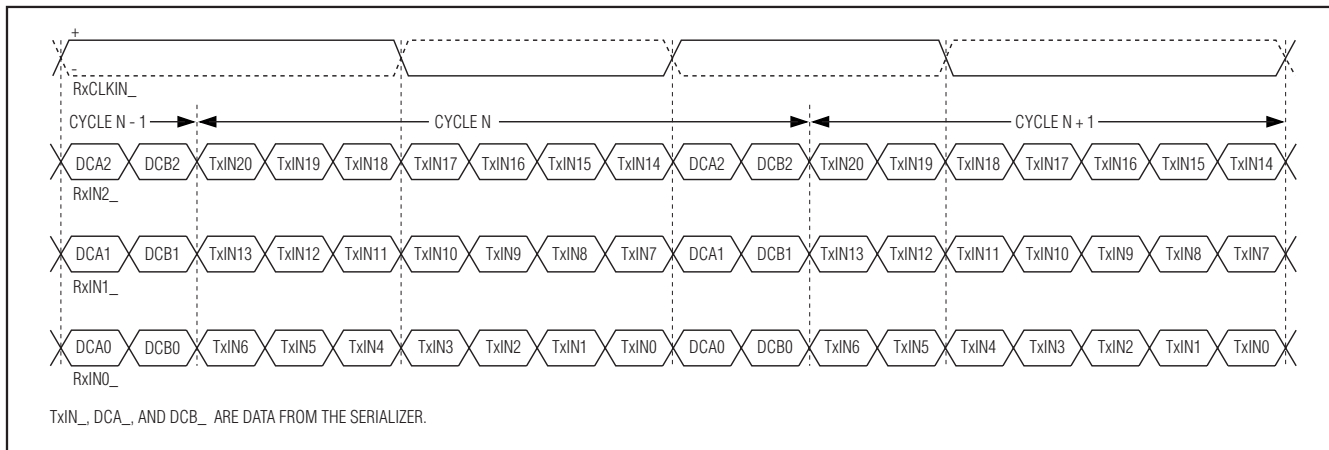 +
-
RxCLKIN_
CYCLE N - 1 CYCLE N CYCLE N + 1
DCA2 DCB2 TxIN20 TxIN19 TxIN18 TxIN17 TxIN16 TxIN15 TxIN14 DCA2 DCB2 TxIN20 TxIN19 TxIN18 TxIN17 TxIN16 TxIN15 TxIN14
RxIN2_
DCA1 DCB1 TxIN13 TxIN12 TxIN11 TxIN10 TxIN9 TxIN8 TxIN7 DCA1 DCB1 TxIN13 TxIN12 TxIN11 TxIN10 TxIN9 TxIN8 TxIN7
RxIN1_
DCA0 DCB0 TxIN6 TxIN5 TxIN4 TxIN3 TxIN2 TxIN1 TxIN0 DCA0 DCB0 TxIN6 TxIN5 TxIN4 TxIN3 TxIN2 TxIN1 TxIN0
RxIN0_
TxIN_, DCA_, AND DCB_ ARE DATA FROM THE SERIALIZER.